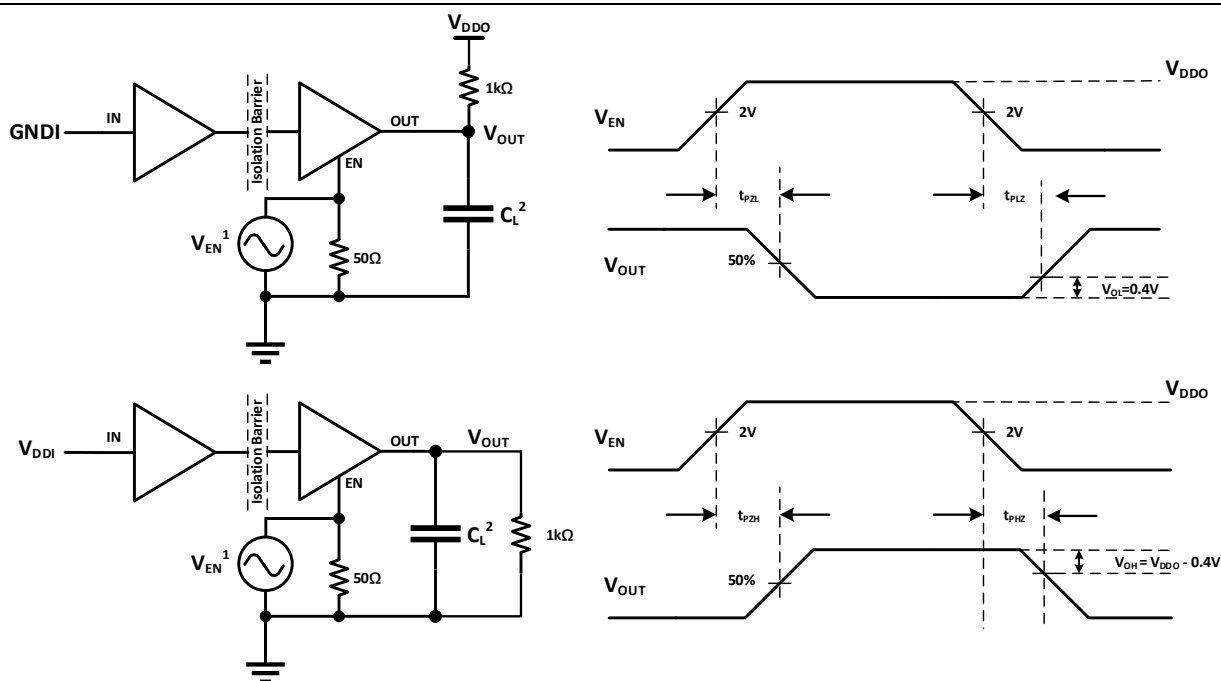 VDDO
1kΩ
GNDI
IN
Isolation Barrier
OUT
VOUT
EN
VEN1
50Ω
CL2
VDDO
VEN
2V
2V
tPZL
tPLZ
VOUT
50%
VOL=0.4V
VDDI
IN
Isolation Barrier
OUT
VOUT
EN
VEN1
50Ω
CL2
1kΩ
VDDO
VEN
2V
2V
tPZH
tPHZ
VOUT
50%
VOH = VDDO - 0.4V